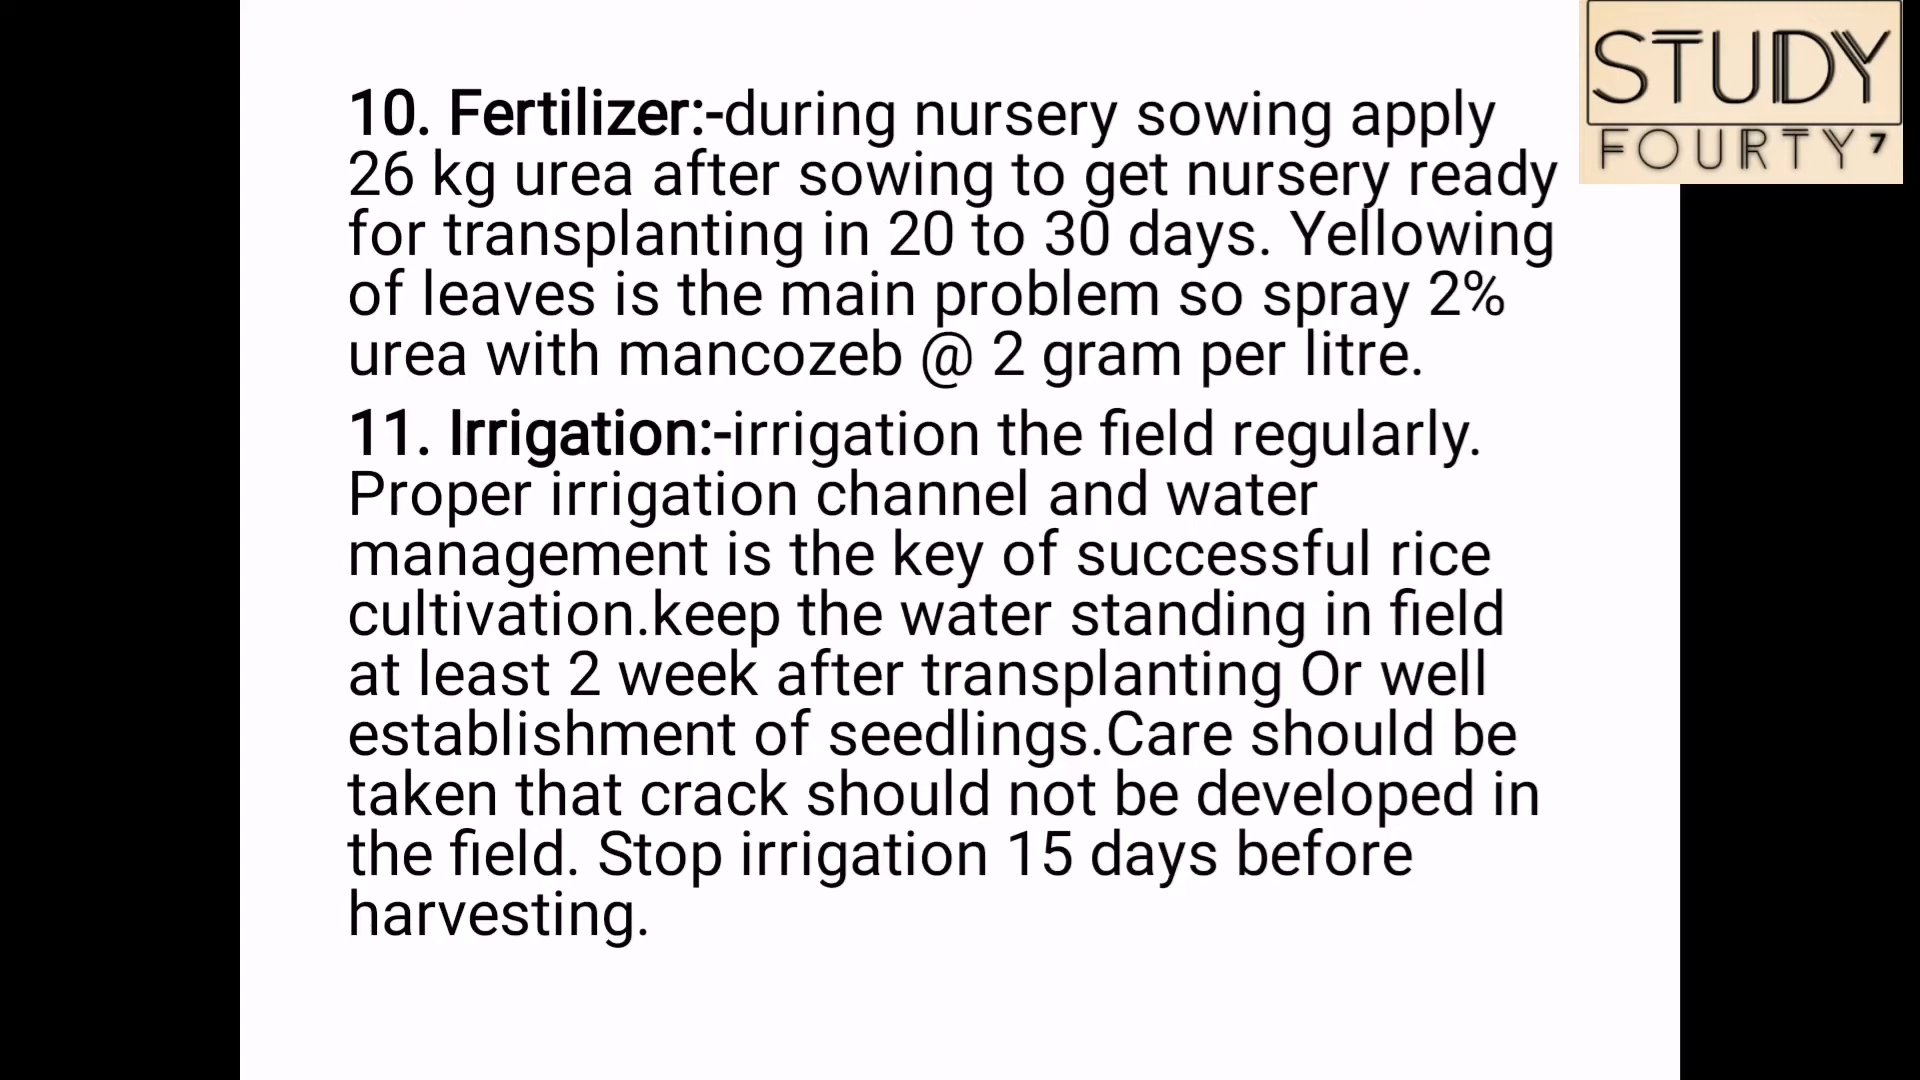 STUDY
FOURTY 7
10. Fertilizer:-during nursery sowing apply
26 kg urea after sowing to get nursery ready
for transplanting in 20 to 30 days. Yellowing
of leaves is the main problem so spray 2%
urea with mancozeb @ 2 gram per litre.
11. Irrigation:-irrigation the field regularly.
Proper irrigation channel and water
management is the key of successful rice
cultivation.keep the water standing in field
at least 2 week after transplanting Or well
establishment of seedlings.Care should be
taken that crack should not be developed in
the field. Stop irrigation 15 days before
harvesting.